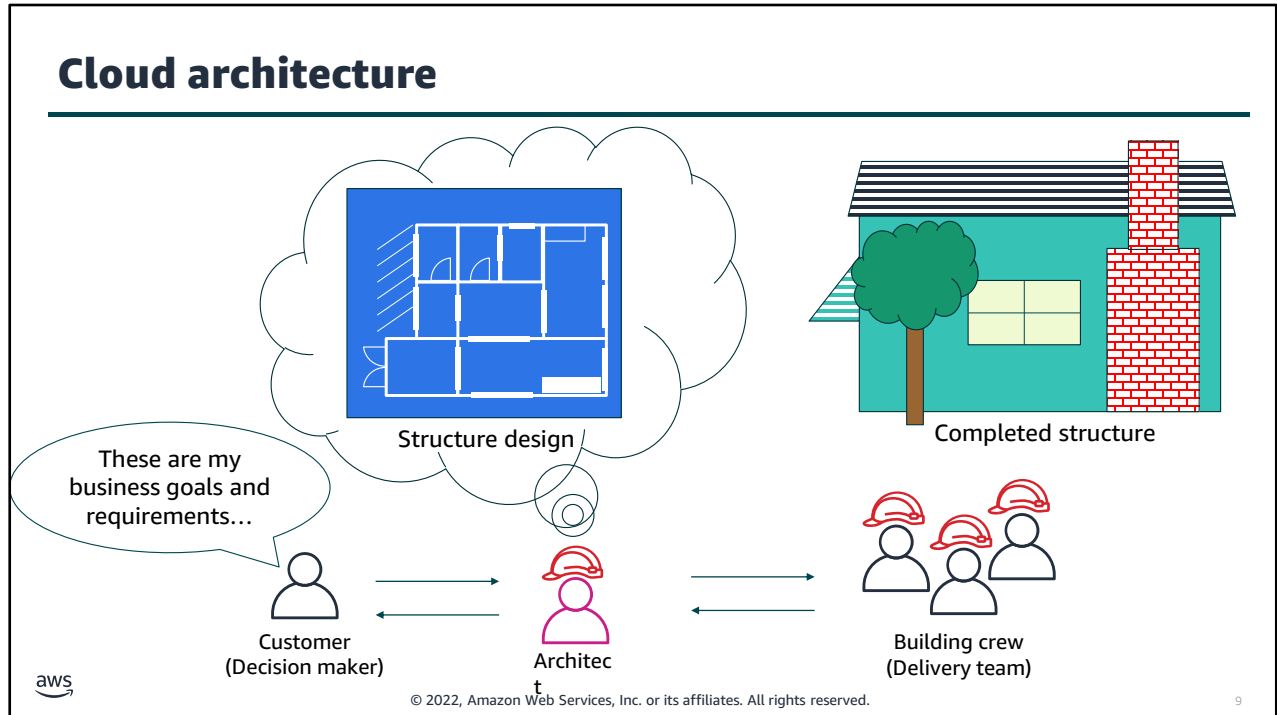 Cloud architecture
Structure design
Completed structure
These are my
business goals and
requirements…
Customer
(Decision maker)
Architec
t
Building crew
(Delivery team)
aws
© 2022, Amazon Web Services, Inc. or its affiliates. All rights reserved.
9